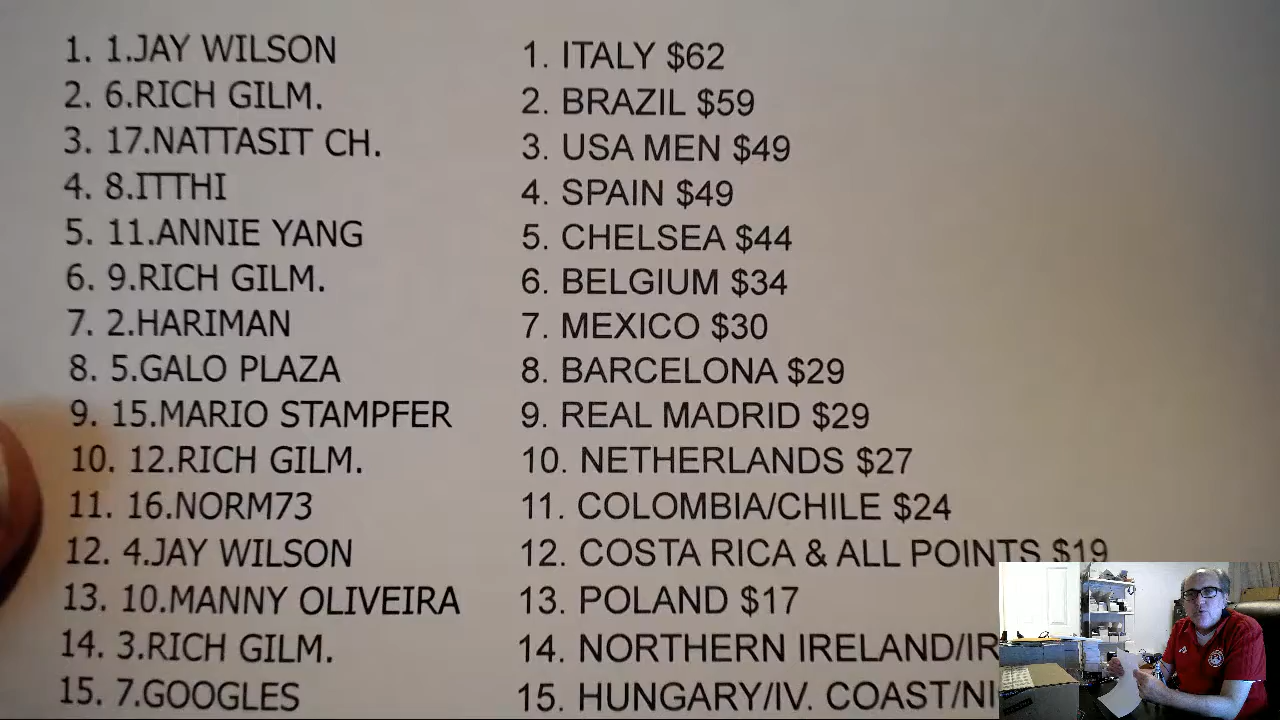 1. 1.JAY WILSON
2. 6.RICH GILM.
3. 17.NATTASIT CH.
4. 8.ITTHI
5. 11.ANNIE YANG
6. 9.RICH GILM.
7. 2.HARIMAN
8. 5.GALO PLAZA
9. 15.MARIO STAMPFER
10. 12.RICH GILM.
11. 16.NORM73
12. 4.JAY WILSON
13. 10.MANNY OLIVEIRA
14. 3.RICH GILM.
15. 7.GOOGLES
1. ITALY $62
2. BRAZIL $59
3. USA MEN $49
4. SPAIN $49
5. CHELSEA $44
6. BELGIUM $34
7. MEXICO $30
8. BARCELONA $29
9. REAL MADRID $29
10. NETHERLANDS $27
11. COLOMBIA/CHILE $24
12. COSTA RICA & ALL POINTS $19
13. POLAND $17
14. NORTHERN IRELAND/IR
15. HUNGARY/IV. COAST/NI